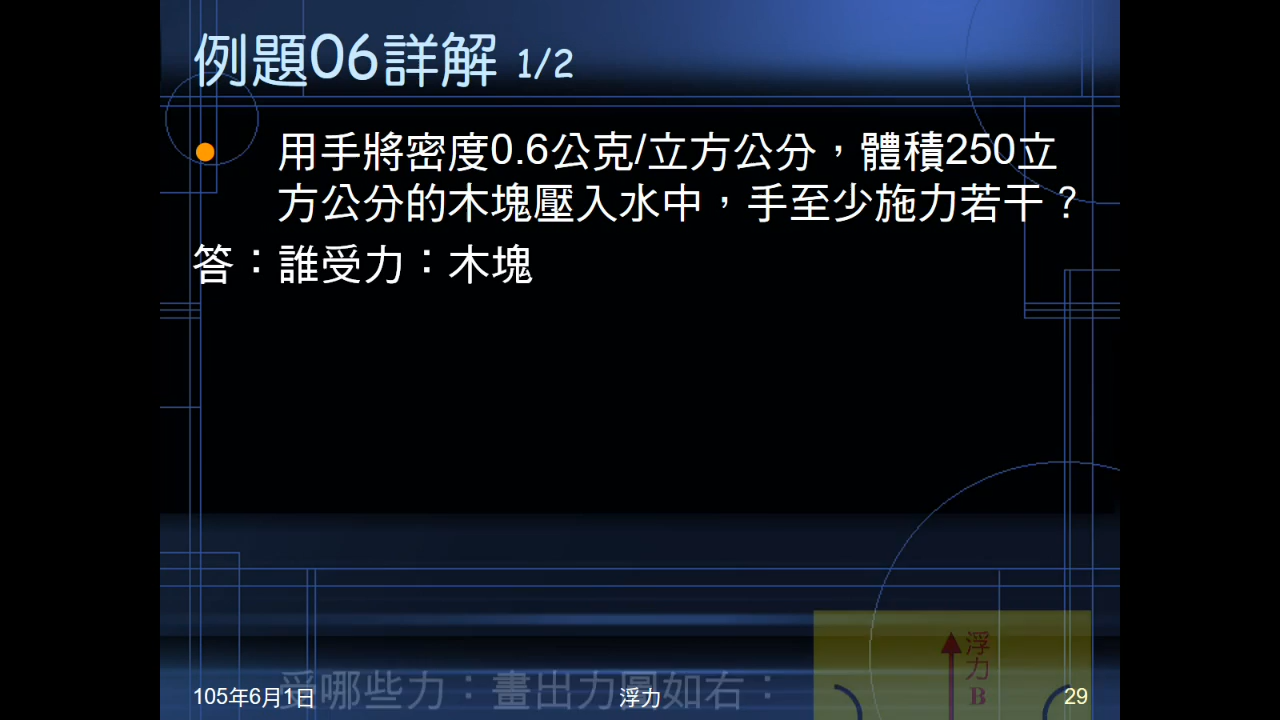 例題06詳解 1/2
用手將密度0.6公克/立方公分，體積250立
方公分的木塊壓入水中，手至少施力若干？
答：誰受力：木塊
浮力
B
受哪些力：畫出力圖如右：
105年6月1日
浮力
29